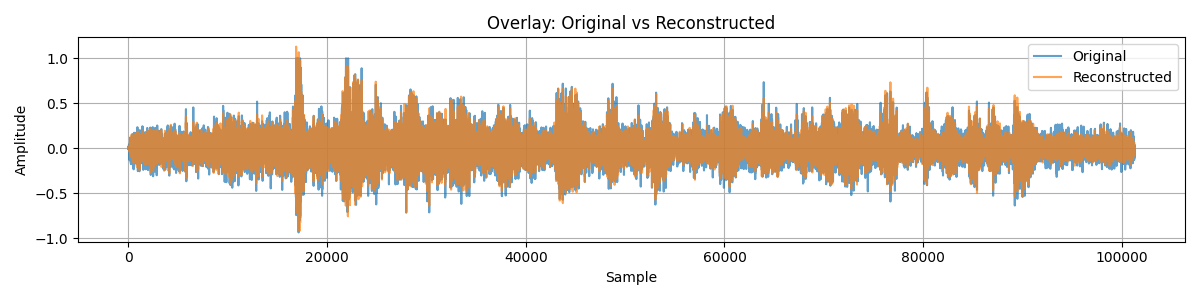 Overlay: Original vs Reconstructed
1.0
0.5
0.0
−0.5
−1.0
Amplitude
Original
Reconstructed
0
20000
40000
60000
80000
100000
Sample